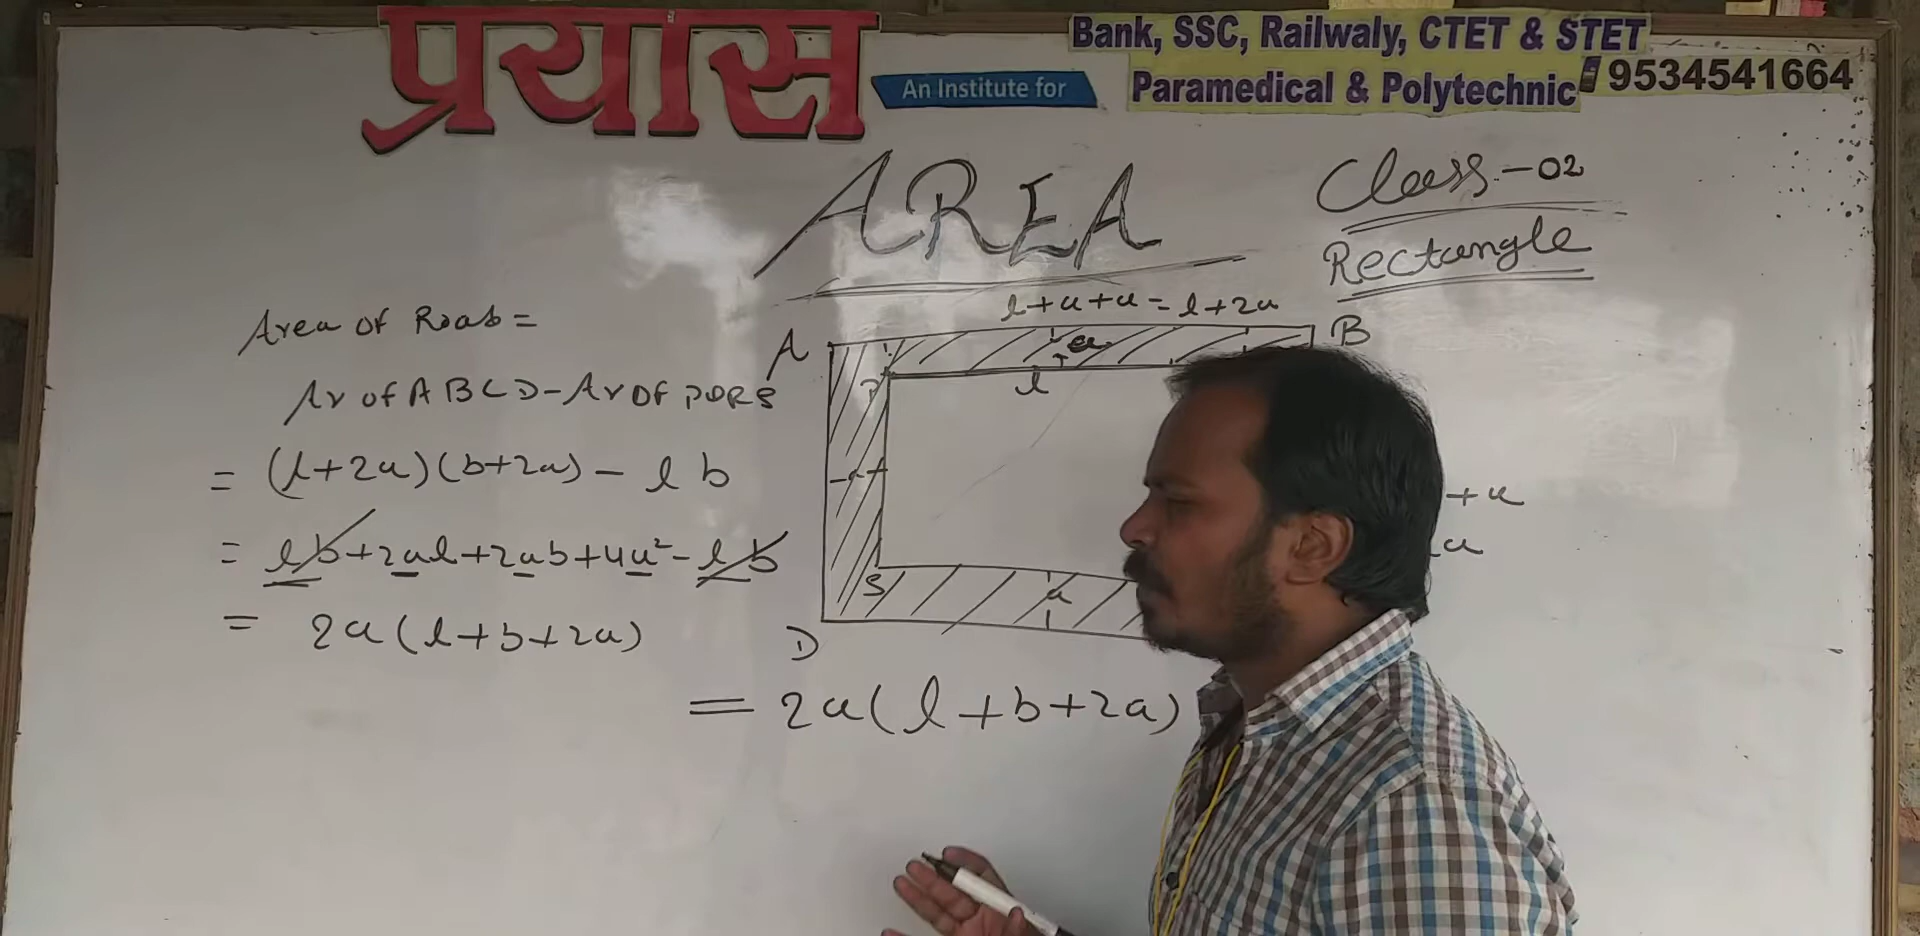 प्रयास
An Institute for
Bank, SSC, Railwaly, CTET & STET
Paramedical & Polytechnic
9534541664
AREA
Class-02
Rectangle
Area of Road =
Ar of ABCD - Ar of PQRS
= (l+2a)(b+2a) - l b
= lb+2al+2ab+4a²-lb
= 2a(l+b+2a)
l+a+a = l+2a
A
B
a
P
l
a
+a
a
S
a
D
= 2a(l+b+2a)